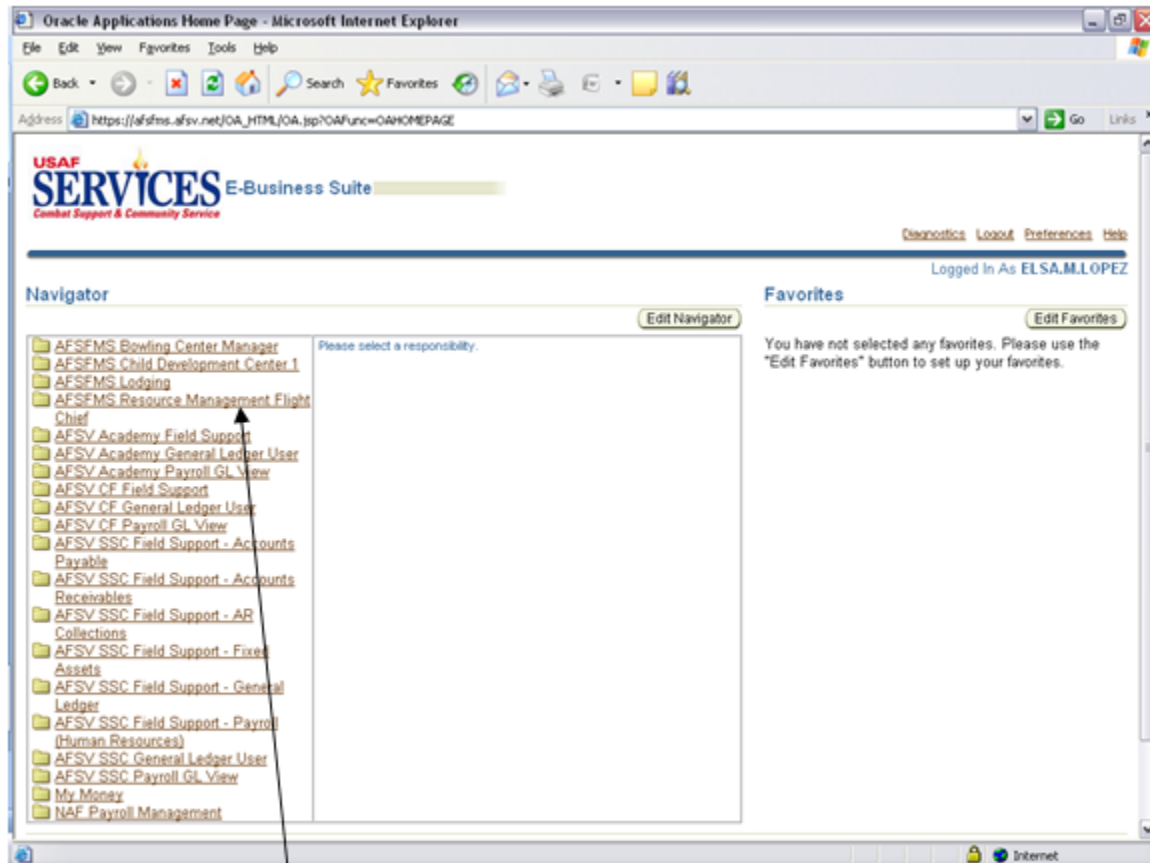 Oracle Applications Home Page - Microsoft Internet Explorer
File Edit View Favorites Tools Help
Back Search Favorites
Address https://afsfms.afsv.net/OA_HTML/OA.jsp?OAFunc=OAHOMEPAGE Go Links
USAF
SERVICES E-Business Suite
Combat Support & Community Service
Diagnostics Logout Preferences Help
Logged In As ELSA.M.LOPEZ
Navigator
Edit Navigator
AFSFMS Bowling Center Manager
AFSFMS Child Development Center 1
AFSFMS Lodging
AFSFMS Resource Management Flight
Chief
AFSV Academy Field Support
AFSV Academy General Ledger User
AFSV Academy Payroll GL View
AFSV CF Field Support
AFSV CF General Ledger User
AFSV CF Payroll GL View
AFSV SSC Field Support - Accounts
Payable
AFSV SSC Field Support - Accounts
Receivables
AFSV SSC Field Support - AR
Collections
AFSV SSC Field Support - Fixed
Assets
AFSV SSC Field Support - General
Ledger
AFSV SSC Field Support - Payroll
(Human Resources)
AFSV SSC General Ledger User
AFSV SSC Payroll GL View
My Money
NAF Payroll Management
Please select a responsibility.
Favorites
Edit Favorites
You have not selected any favorites. Please use the
"Edit Favorites" button to set up your favorites.
Internet